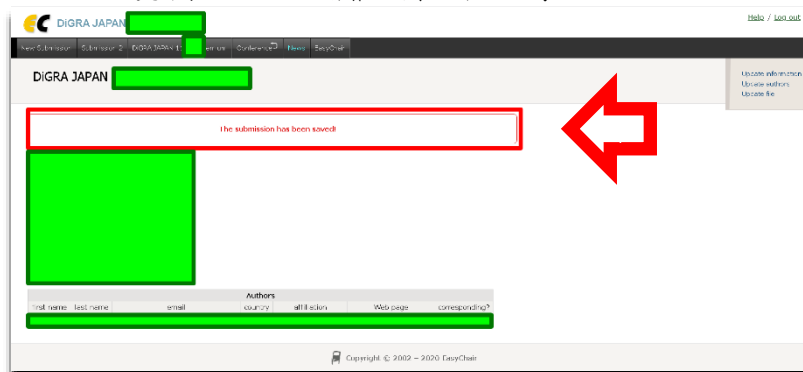 DiGRA JAPAN
Help / Log out
New Submission Submission 2 DiGRA JAPAN 1 Conference News EasyChair
DiGRA JAPAN
Update information
Update authors
Update file
The submission has been saved!
Authors
first name last name email country affiliation Web page corresponding?
Copyright © 2002 – 2020 EasyChair